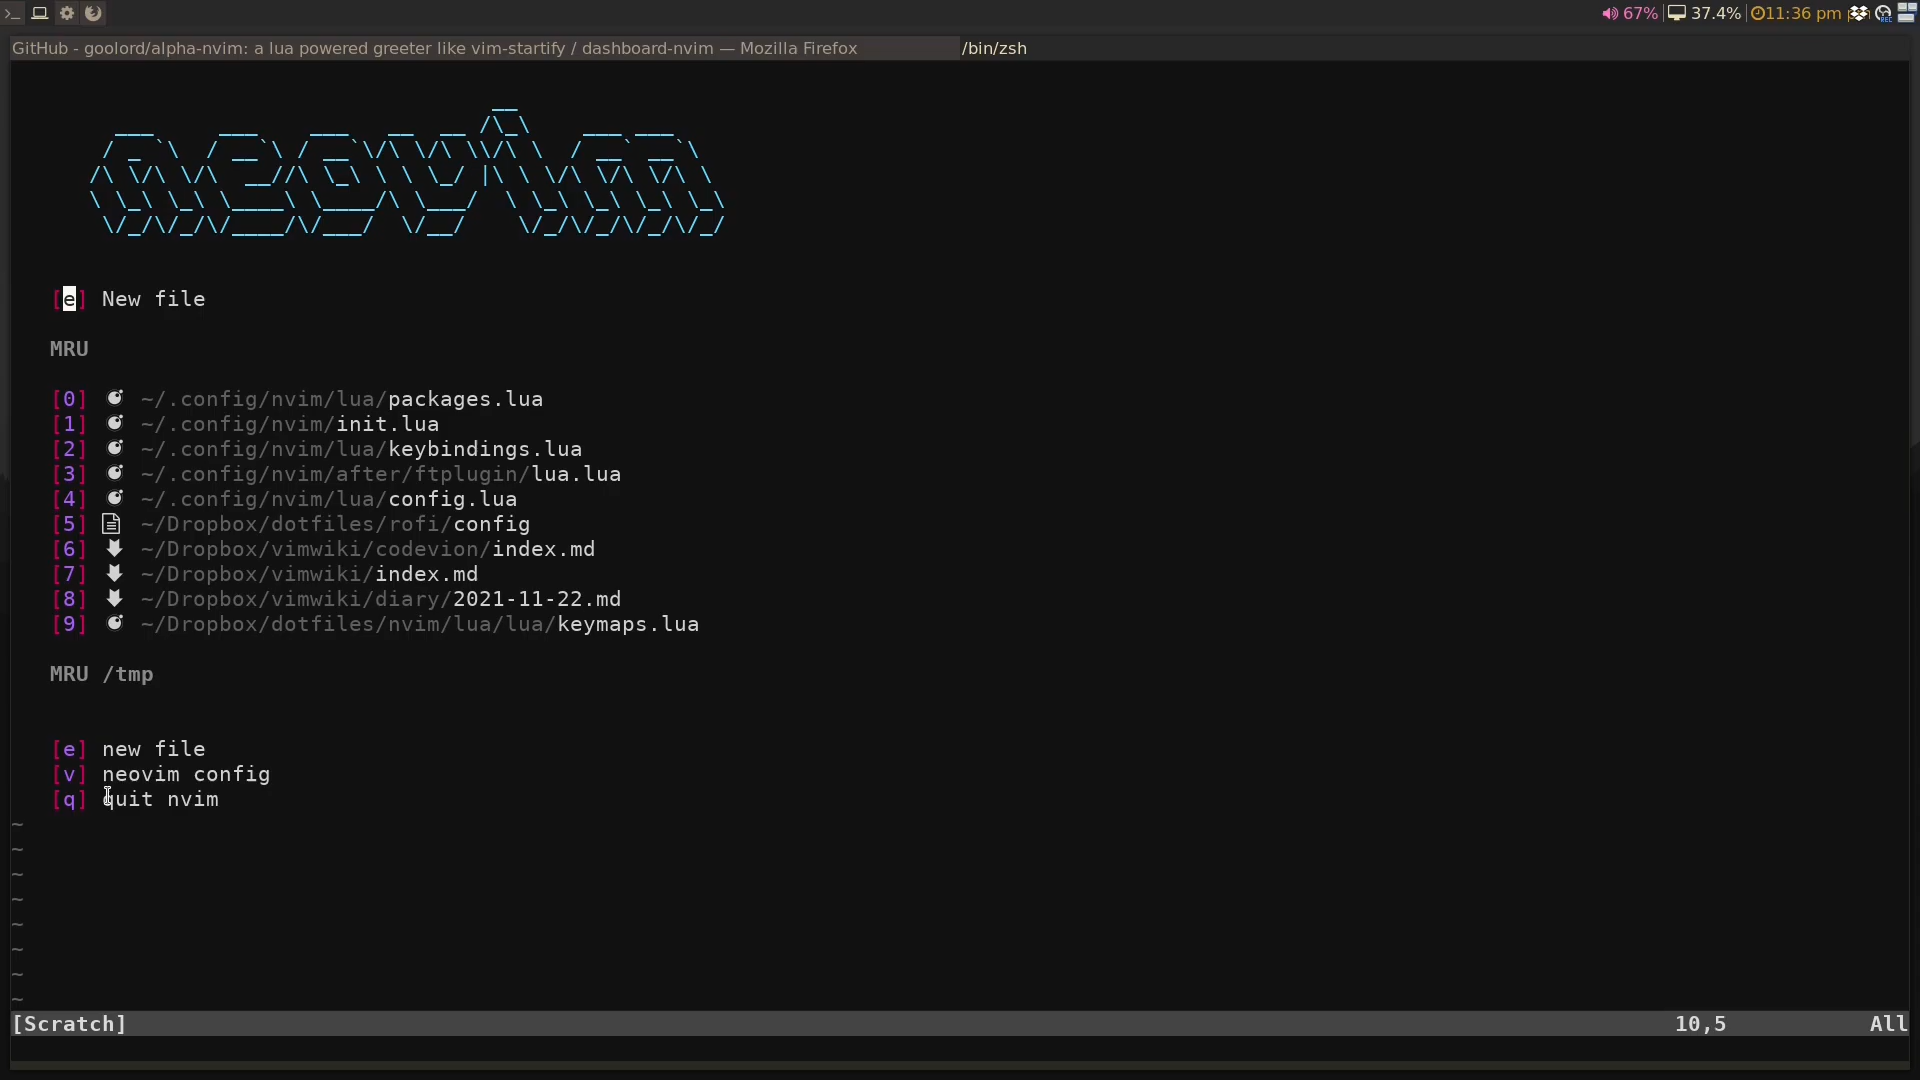 67% 37.4% 11:36 pm
GitHub - goolord/alpha-nvim: a lua powered greeter like vim-startify / dashboard-nvim — Mozilla Firefox /bin/zsh
neovim
[e] New file
MRU
[0] ~/.config/nvim/lua/packages.lua
[1] ~/.config/nvim/init.lua
[2] ~/.config/nvim/lua/keybindings.lua
[3] ~/.config/nvim/after/ftplugin/lua.lua
[4] ~/.config/nvim/lua/config.lua
[5] ~/Dropbox/dotfiles/rofi/config
[6] ~/Dropbox/vimwiki/codevion/index.md
[7] ~/Dropbox/vimwiki/index.md
[8] ~/Dropbox/vimwiki/diary/2021-11-22.md
[9] ~/Dropbox/dotfiles/nvim/lua/lua/keymaps.lua
MRU /tmp
[e] new file
[v] neovim config
[q] quit nvim
~
~
~
~
~
~
~
~
[Scratch] 10,5 All